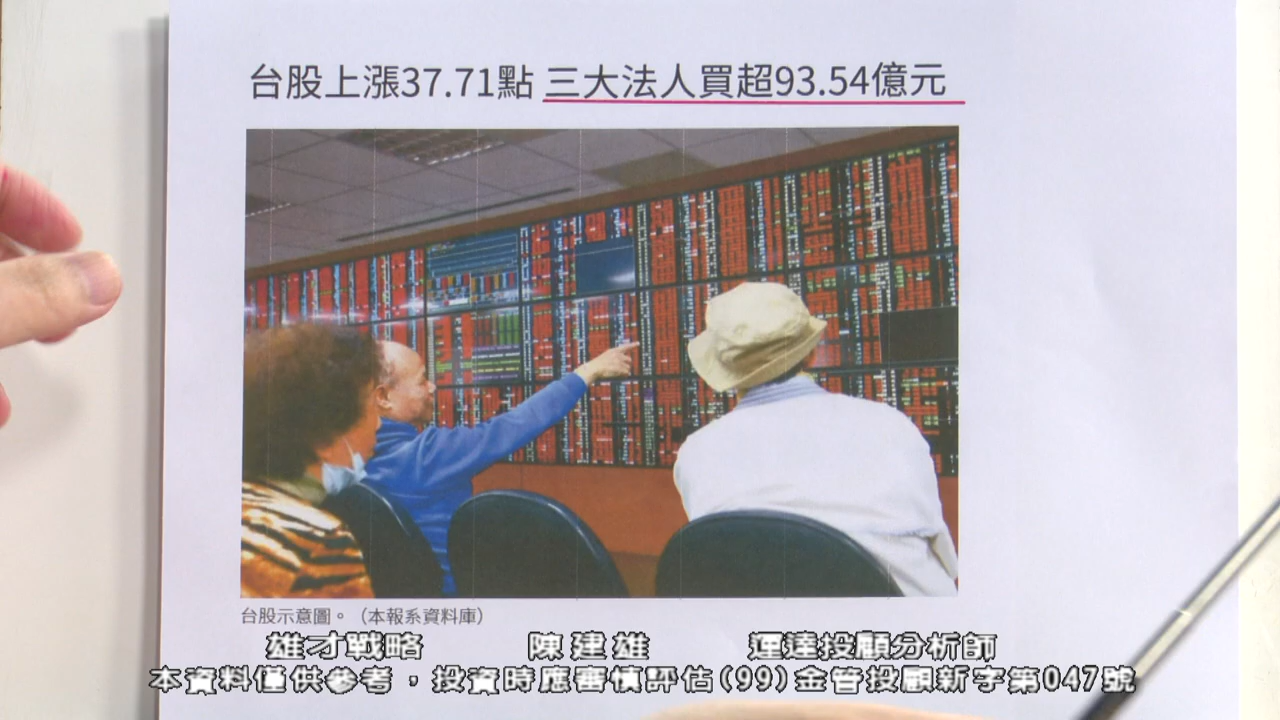 台股上漲37.71點 三大法人買超93.54億元
台股示意圖。（本報系資料庫）
雄才戰略 陳建雄 運達投顧分析師
本資料僅供參考，投資時應審慎評估(99)金管投顧新字第047號